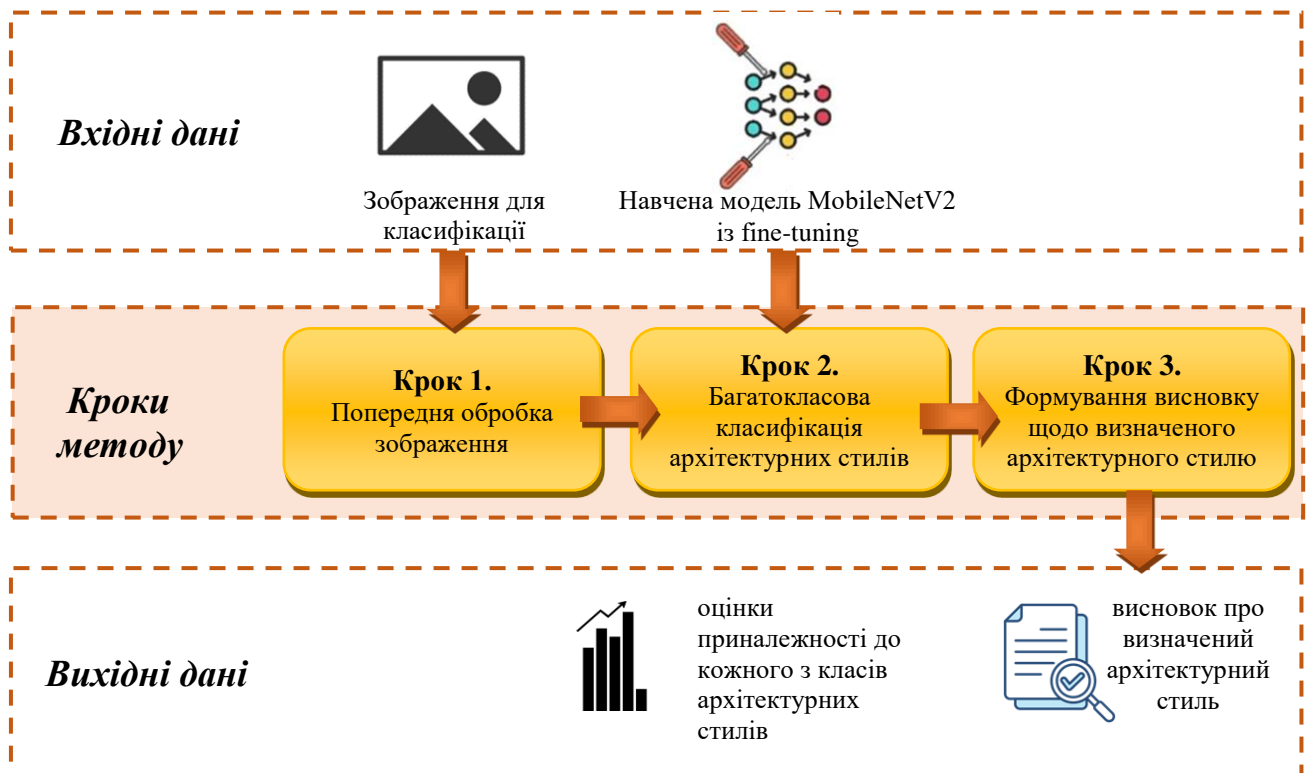 Вхідні дані
Зображення для
класифікації
Навчена модель MobileNetV2
із fine-tuning
Кроки
методу
Крок 1.
Попередня обробка
зображення
Крок 2.
Багатокласова
класифікація
архітектурних стилів
Крок 3.
Формування висновку
щодо визначеного
архітектурного стилю
Вихідні дані
оцінки
приналежності до
кожного з класів
архітектурних
стилів
висновок про
визначений
архітектурний
стиль